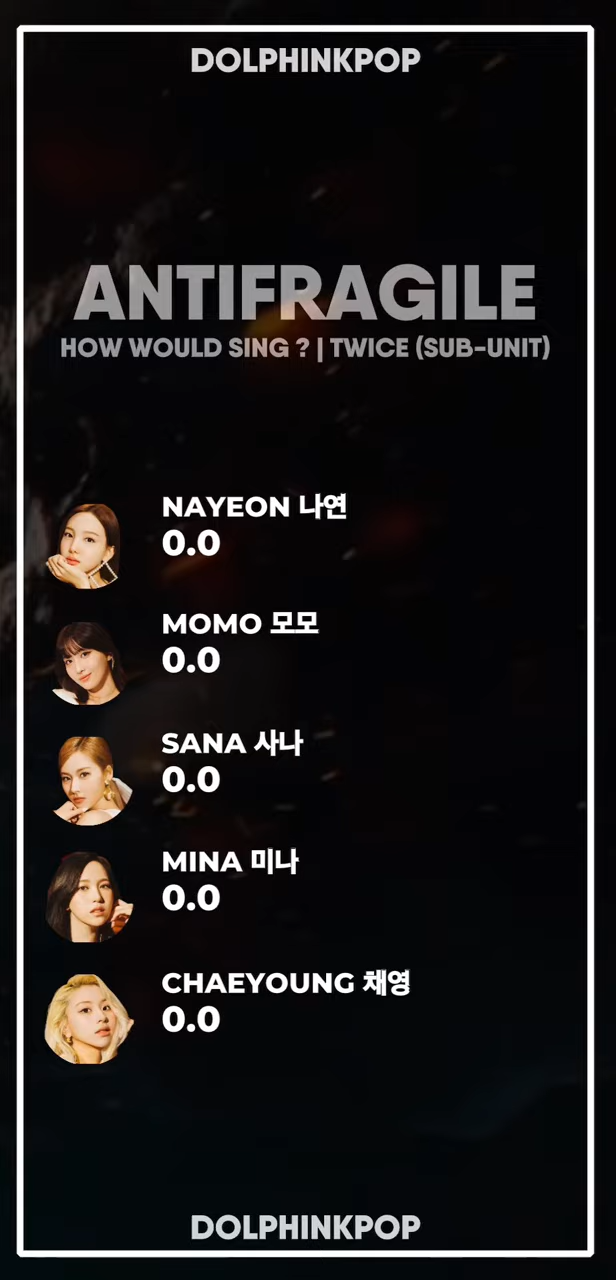 DOLPHINKPOP
ANTIFRAGILE
HOW WOULD SING ? | TWICE (SUB-UNIT)
NAYEON 나연
0.0
MOMO 모모
0.0
SANA 사나
0.0
MINA 미나
0.0
CHAEYOUNG 채영
0.0
DOLPHINKPOP